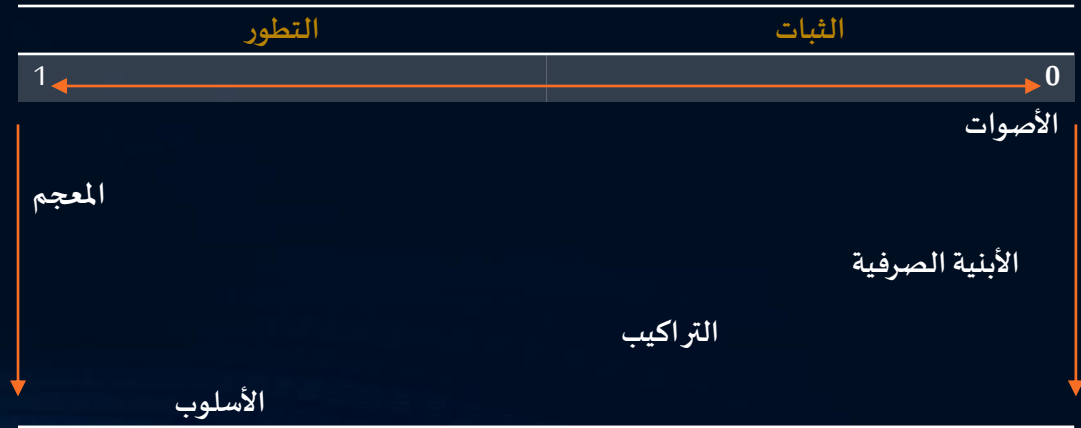 الثبات التطور
0 1
الأصوات
المعجم
الأبنية الصرفية
التراكيب
الأسلوب